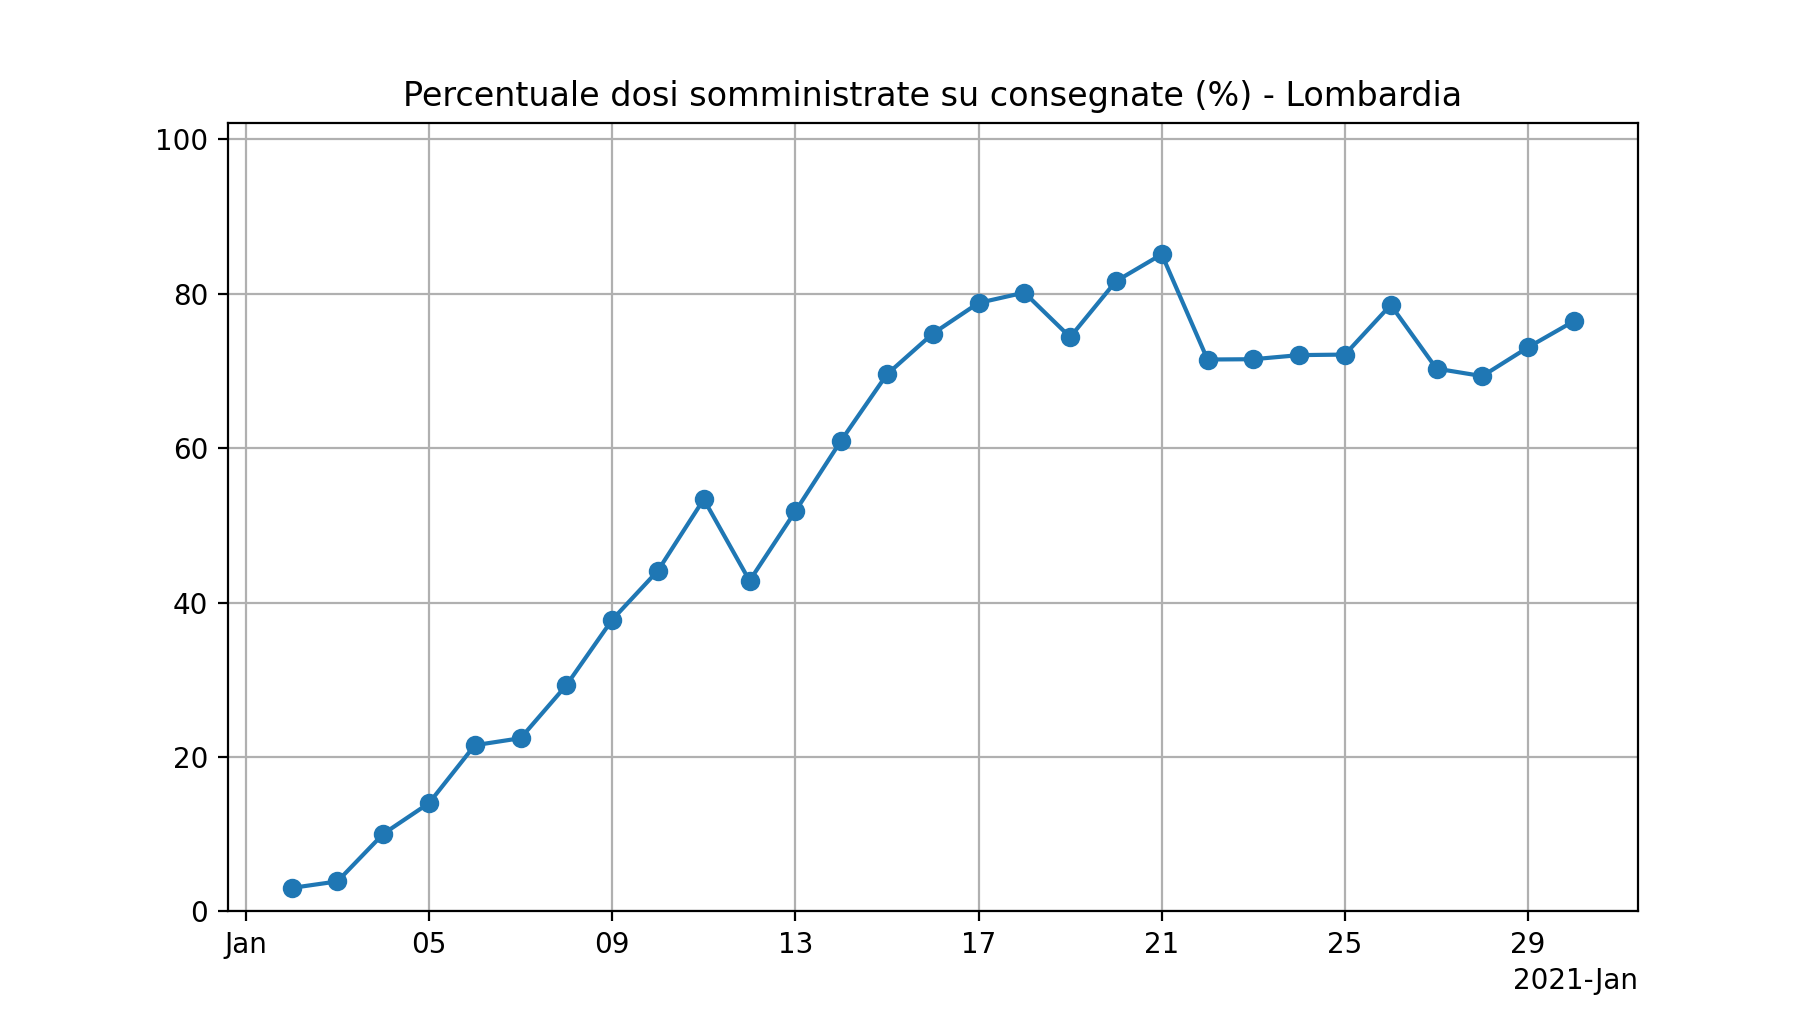 Percentuale dosi somministrate su consegnate (%) - Lombardia
100
80
60
40
20
0
Jan 05 09 13 17 21 25 29
2021-Jan